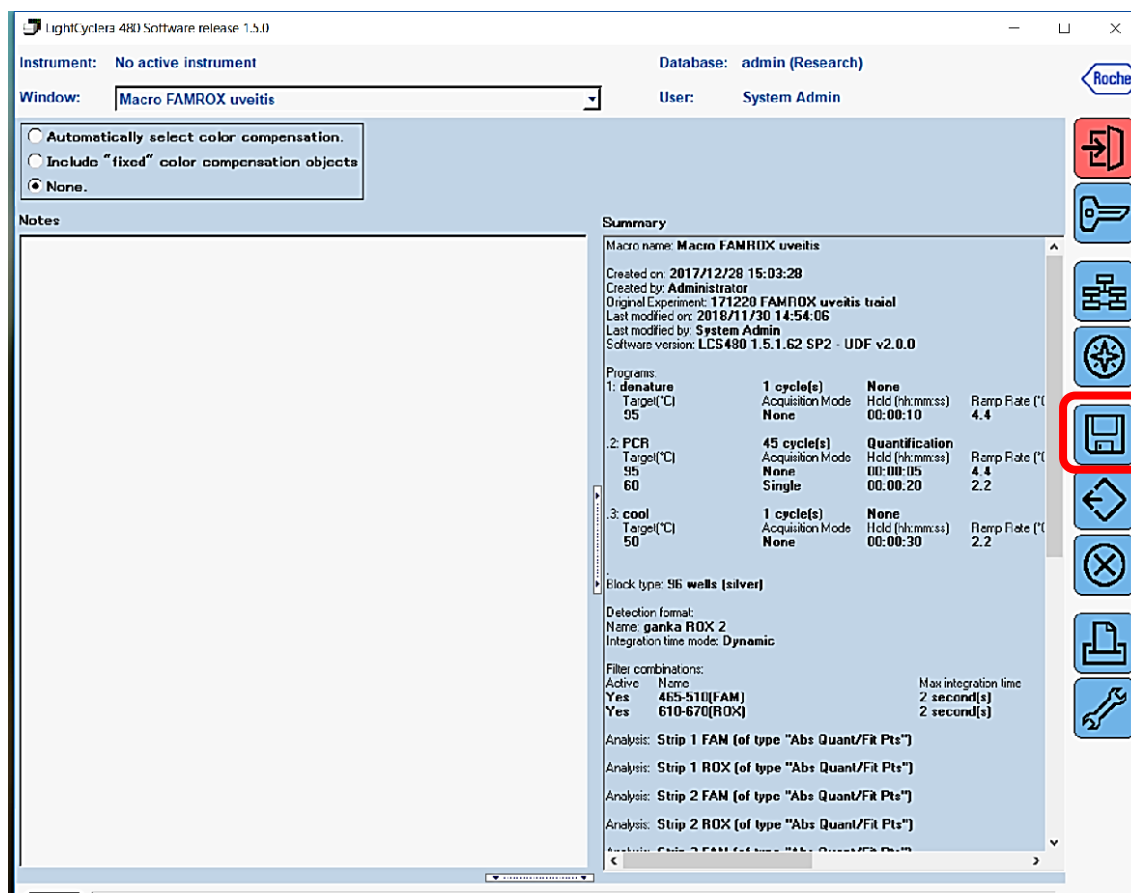 LightCyclera 480 Software release 1.5.0
Instrument: No active instrument
Database: admin (Research)
Window: Macro FAMROX uveitis
User: System Admin
Roche
Automatically select color compensation.
Include "fixed" color compensation objects
None.
Notes
Summary
Macro name: Macro FAMROX uveitis
Created on: 2017/12/28 15:03:28
Created by: Administrator
Original Experiment: 171220 FAMROX uveitis traial
Last modified on: 2018/11/30 14:54:06
Last modified by: System Admin
Software version: LCS480 1.5.1.62 SP2 - UDF v2.0.0
Programs:
1: denature 1 cycle(s) None
Target(°C) Acquisition Mode Hold (hh:mm:ss) Ramp Rate (°C
95 None 00:00:10 4.4
.2: PCR 45 cycle(s) Quantification
Target(°C) Acquisition Mode Hold (hh:mm:ss) Ramp Rate (°C
95 None 00:00:05 4.4
60 Single 00:00:20 2.2
.3: cool 1 cycle(s) None
Target(°C) Acquisition Mode Hold (hh:mm:ss) Ramp Rate (°C
50 None 00:00:30 2.2
.
Block type: 96 wells (silver)
Detection format:
Name: ganka ROX 2
Integration time mode: Dynamic
Filter combinations:
Active Name Max integration time
Yes 465-510(FAM) 2 second(s)
Yes 610-670(ROX) 2 second(s)
Analysis: Strip 1 FAM (of type "Abs Quant/Fit Pts")
Analysis: Strip 1 ROX (of type "Abs Quant/Fit Pts")
Analysis: Strip 2 FAM (of type "Abs Quant/Fit Pts")
Analysis: Strip 2 ROX (of type "Abs Quant/Fit Pts")